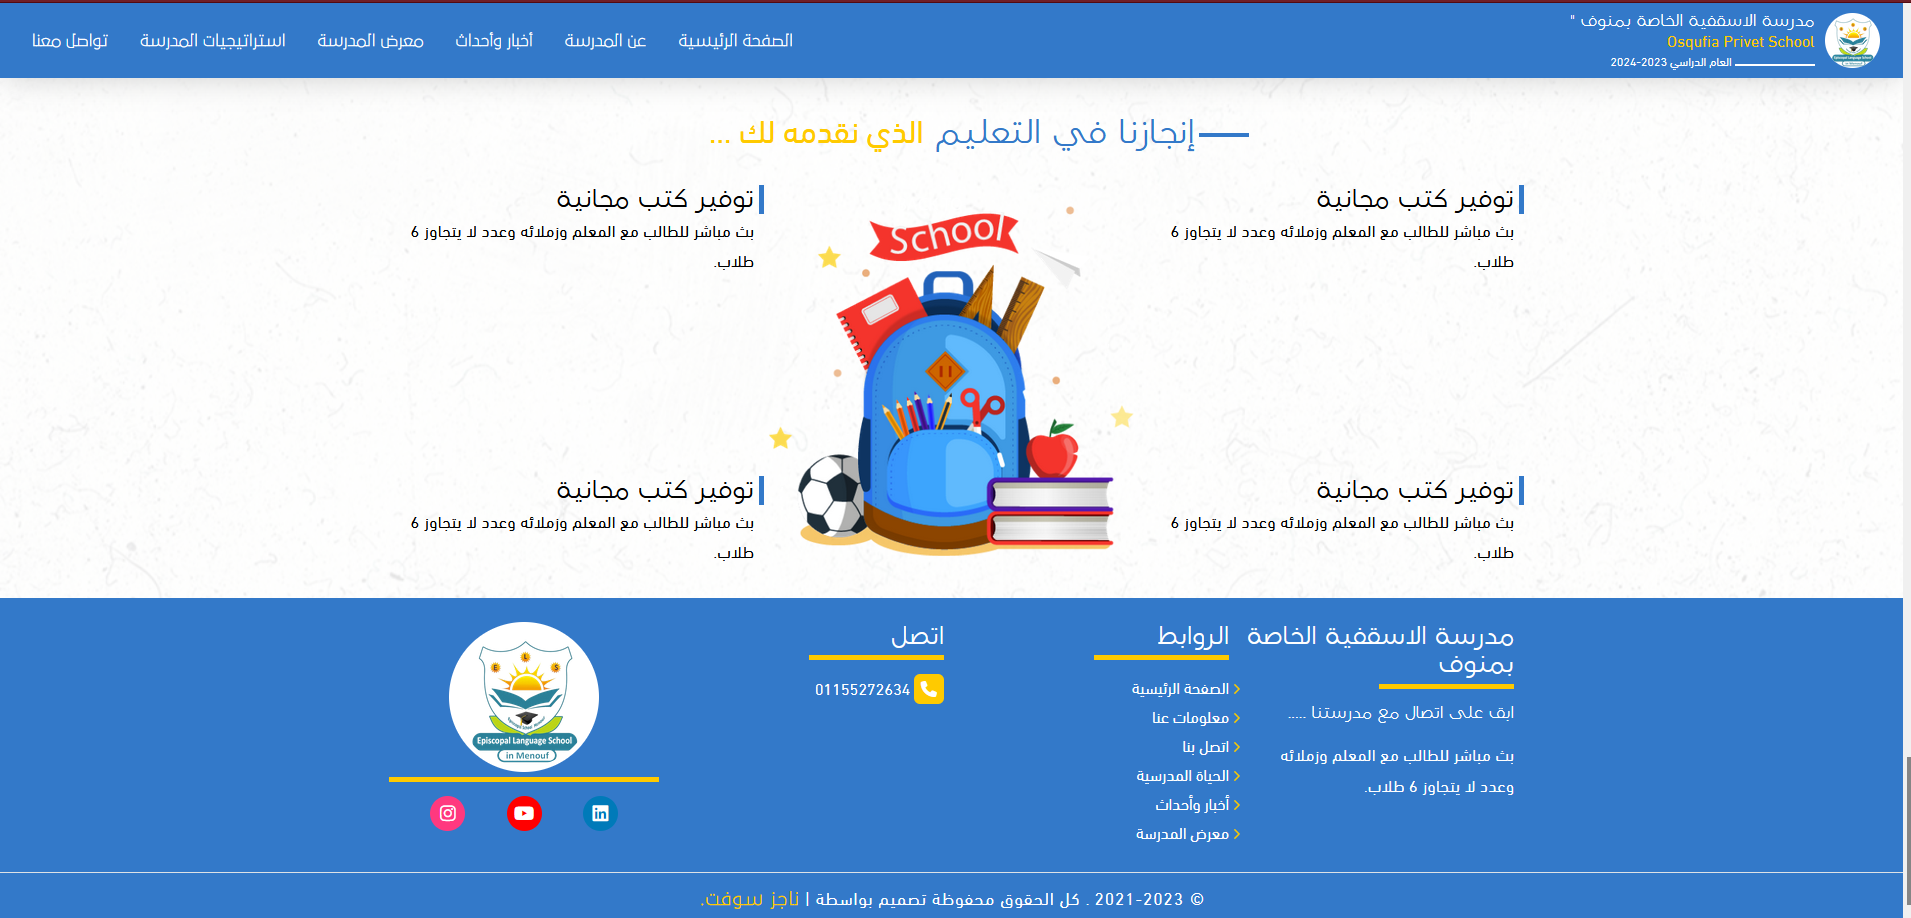 مدرسة الاسقفية الخاصة بمنوف "
Osqufia Privet School
العام الدراسي 2023-2024
الصفحة الرئيسية
عن المدرسة
أخبار وأحداث
معرض المدرسة
استراتيجيات المدرسة
تواصل معنا
إنجازنا في التعليم الذي نقدمه لك ...
توفير كتب مجانية
بث مباشر للطالب مع المعلم وزملائه وعدد لا يتجاوز 6
طلاب.
توفير كتب مجانية
بث مباشر للطالب مع المعلم وزملائه وعدد لا يتجاوز 6
طلاب.
School
توفير كتب مجانية
بث مباشر للطالب مع المعلم وزملائه وعدد لا يتجاوز 6
طلاب.
توفير كتب مجانية
بث مباشر للطالب مع المعلم وزملائه وعدد لا يتجاوز 6
طلاب.
مدرسة الاسقفية الخاصة
بمنوف
ابق على اتصال مع مدرستنا .....
بث مباشر للطالب مع المعلم وزملائه
وعدد لا يتجاوز 6 طلاب.
الروابط
الصفحة الرئيسية
معلومات عنا
اتصل بنا
الحياة المدرسية
أخبار وأحداث
معرض المدرسة
اتصل
01155272634
E L S
Episcopal Language School
in Menouf
© 2021-2023 . كل الحقوق محفوظة تصميم بواسطة | ناجز سوفت.